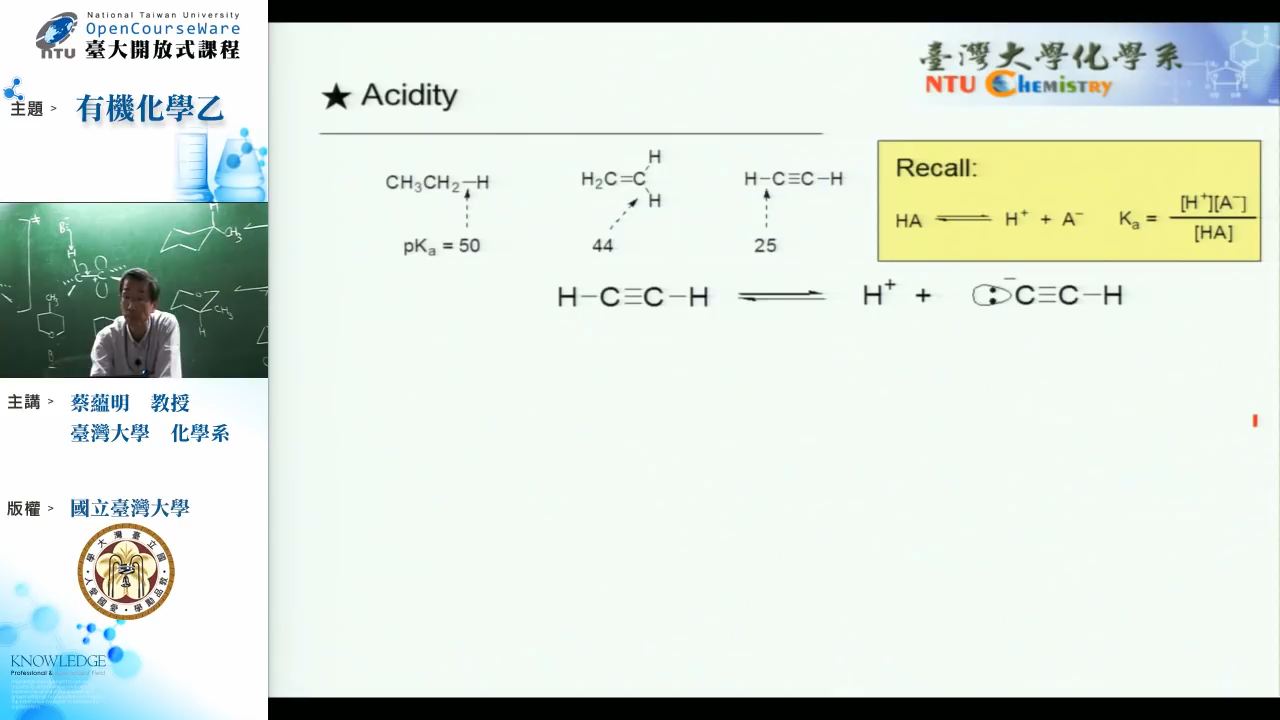 National Taiwan University
OpenCourseWare
NTU 臺大開放式課程
主題 > 有機化學乙
主講 > 蔡蘊明 教授
臺灣大學 化學系
版權 > 國立臺灣大學
KNOWLEDGE
臺灣大學化學系
NTU Chemistry
★ Acidity
CH₃CH₂–H
H₂C=C
H
H
H–C≡C–H
pKₐ = 50
44
25
Recall:
HA ⇌ H⁺ + A⁻
Kₐ = [H⁺][A⁻] / [HA]
H–C≡C–H ⇌ H⁺ + :⁻C≡C–H
CH₃